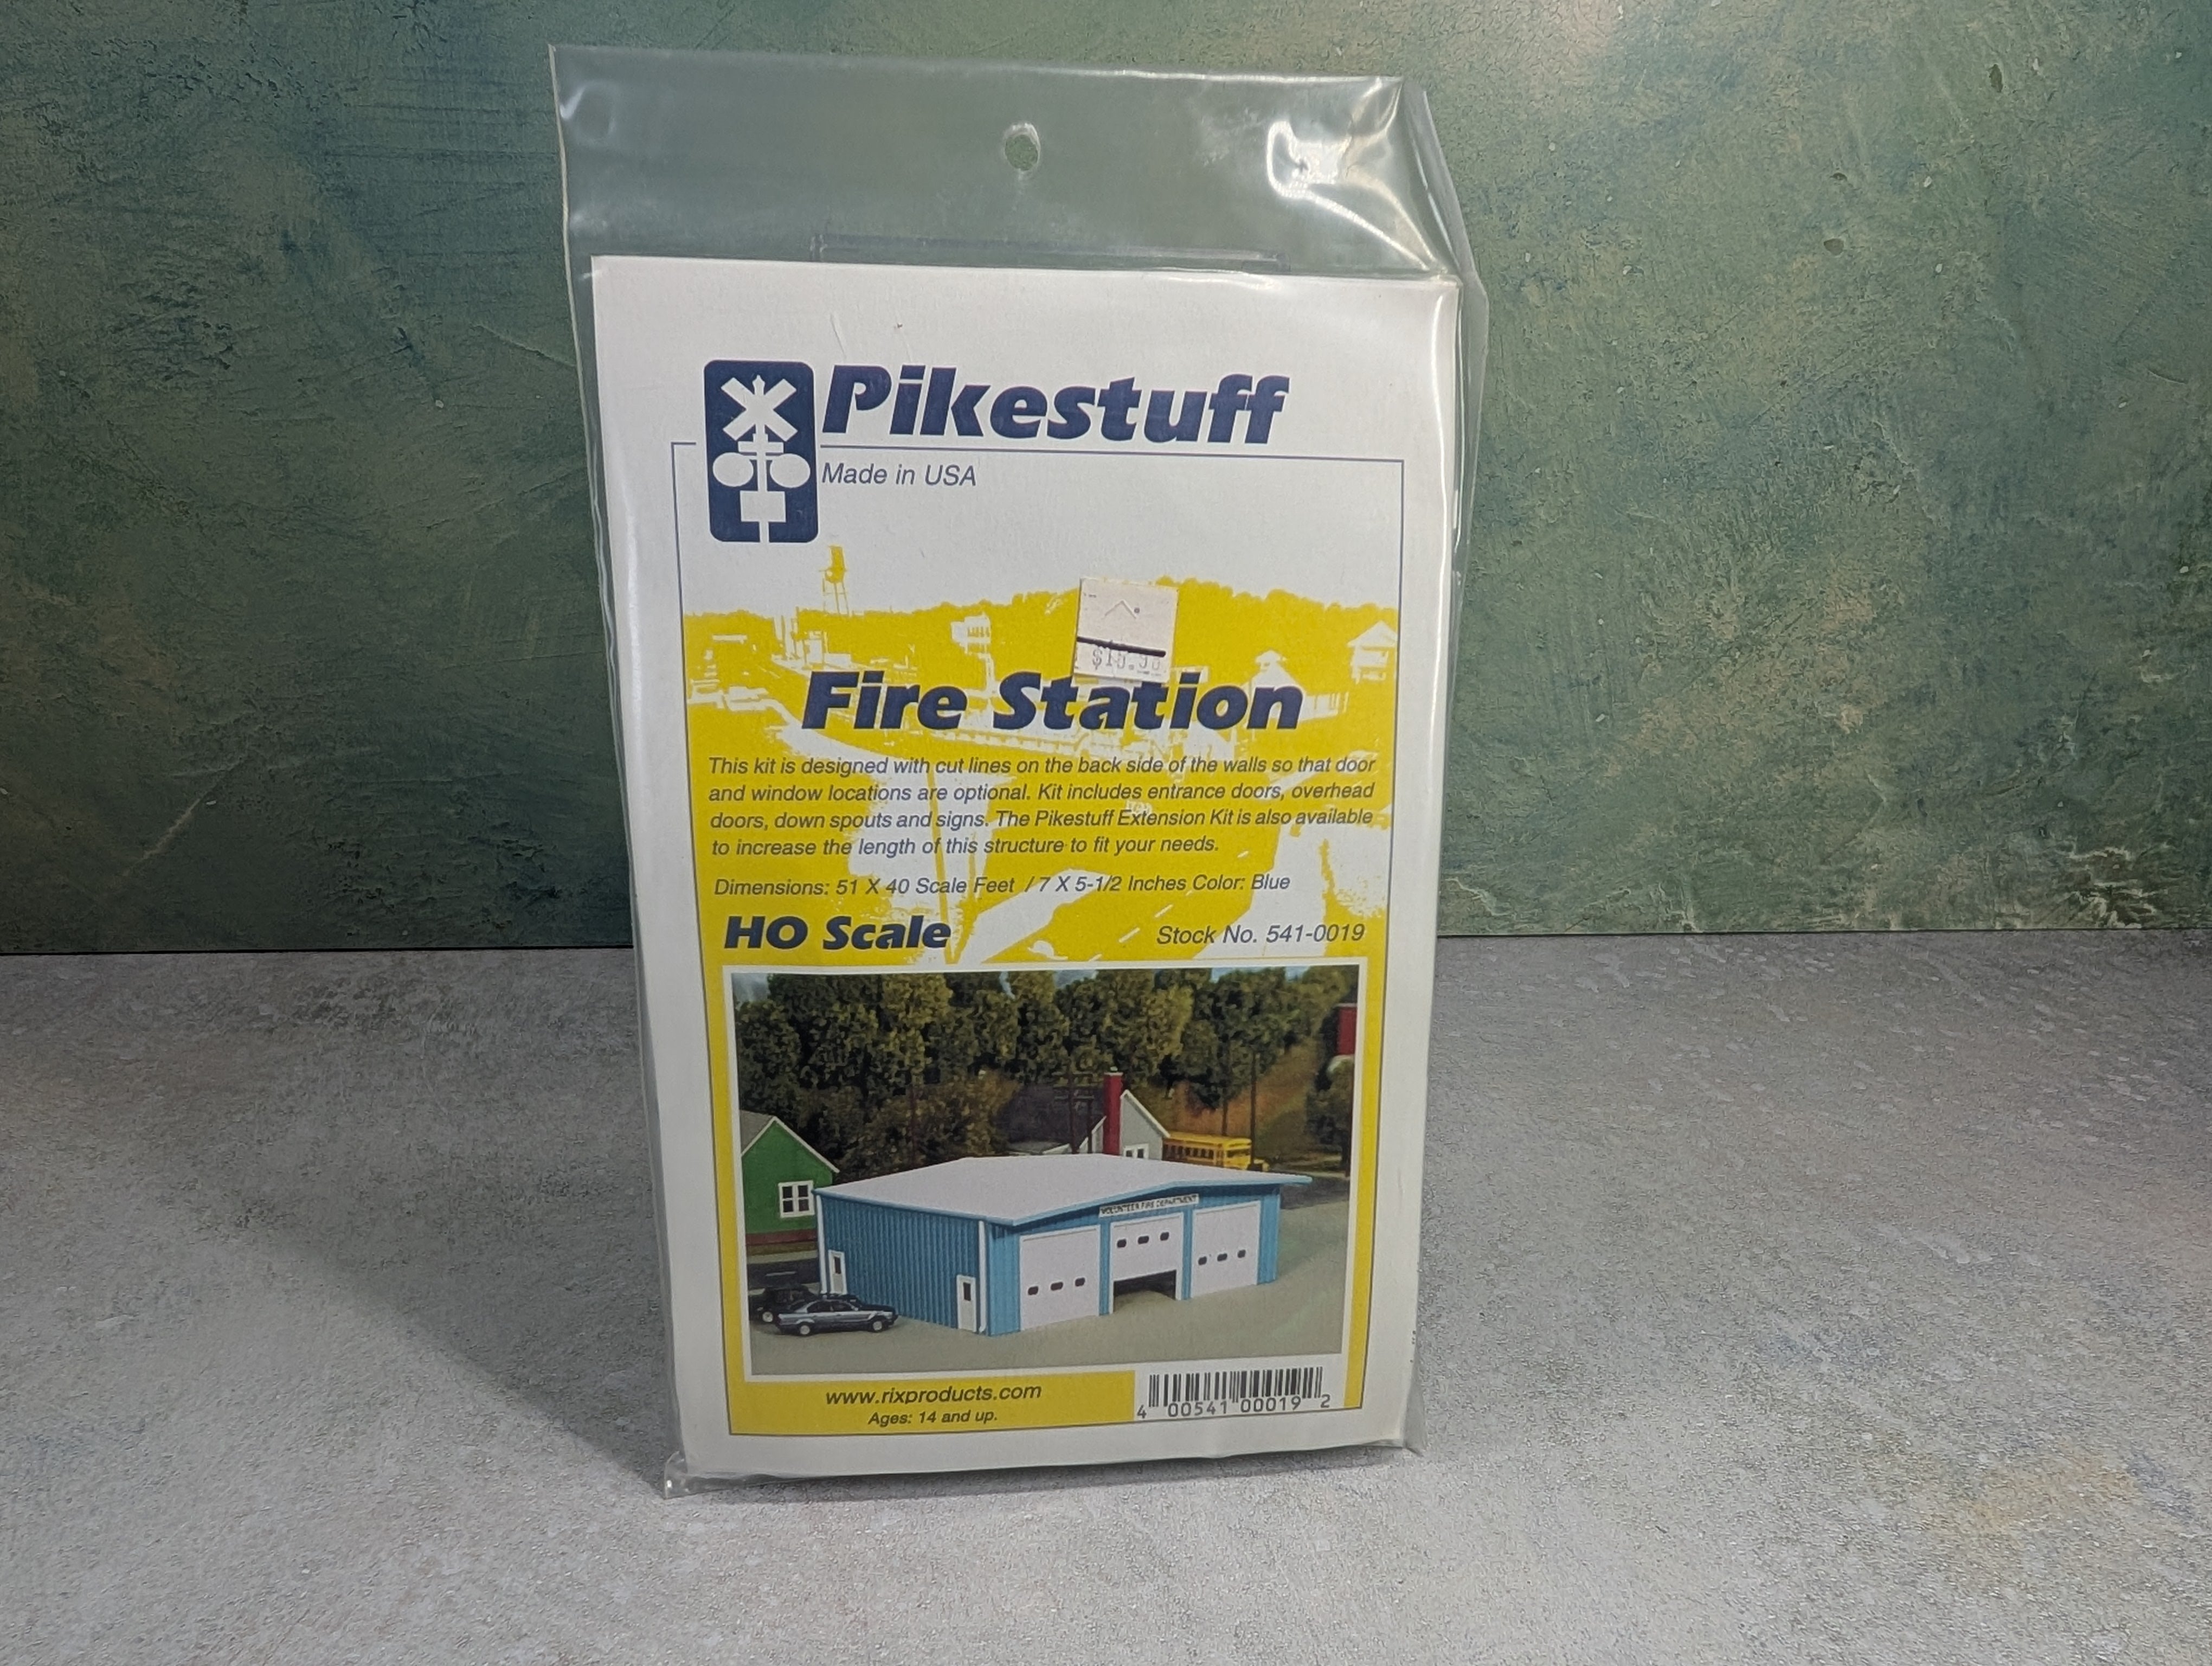 Pikestuff
Made in USA
Fire Station
This kit is designed with cut lines on the back side of the walls so that door
and window locations are optional. Kit includes entrance doors, overhead
doors, down spouts and signs. The Pikestuff Extension Kit is also available
to increase the length of this structure to fit your needs.
Dimensions: 51 X 40 Scale Feet / 7 X 5-1/2 Inches Color: Blue
HO Scale
Stock No. 541-0019
VOLUNTEER FIRE DEPARTMENT
www.rixproducts.com
Ages: 14 and up.
4 00541 00019 2